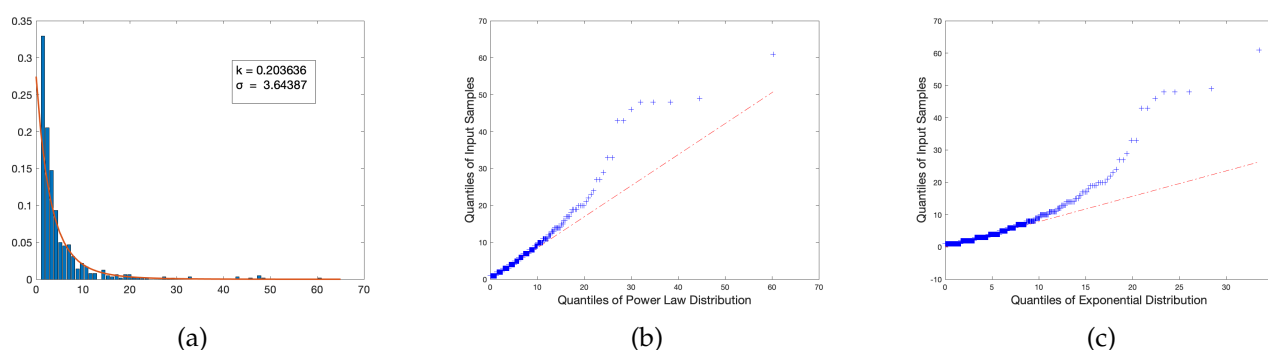 0.35
0.3
0.25
0.2
0.15
0.1
0.05
0
0 10 20 30 40 50 60 70
k = 0.203636
σ = 3.64387
(a)
Quantiles of Input Samples
70
60
50
40
30
20
10
0
0 10 20 30 40 50 60 70
Quantiles of Power Law Distribution
(b)
Quantiles of Input Samples
70
60
50
40
30
20
10
0
-10
0 5 10 15 20 25 30
Quantiles of Exponential Distribution
(c)